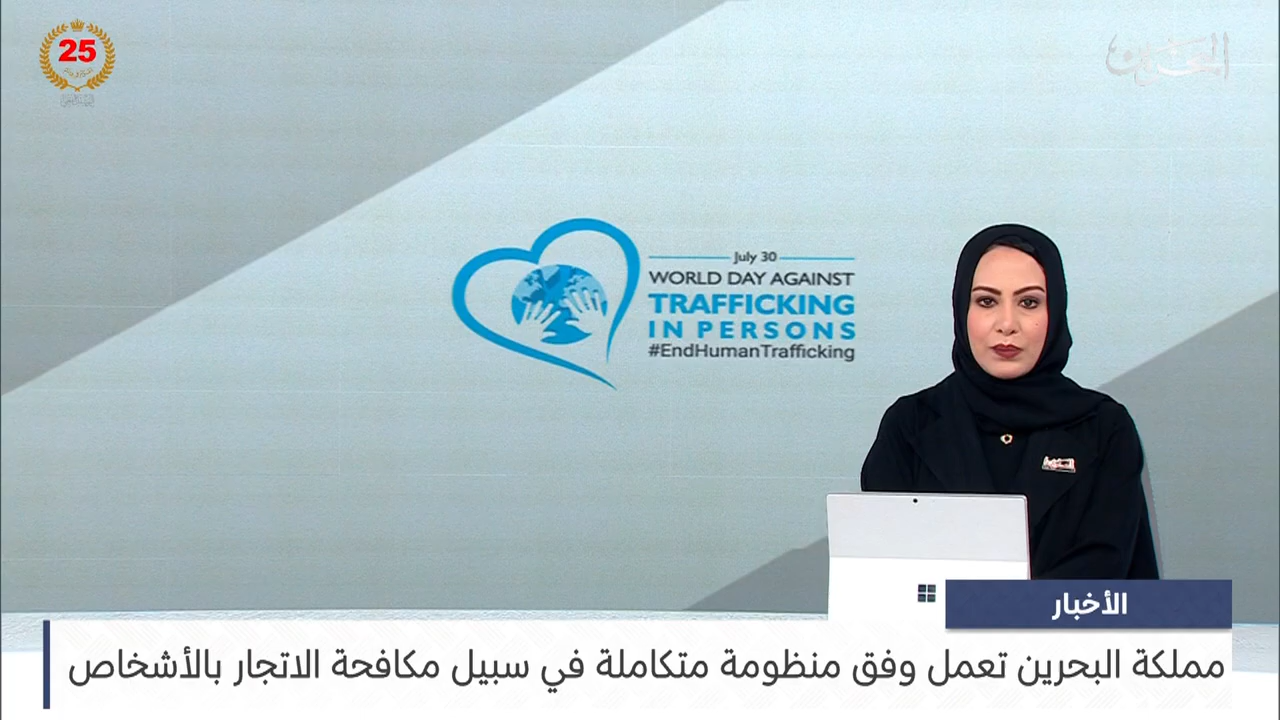 25
البحرين
July 30
WORLD DAY AGAINST
TRAFFICKING
IN PERSONS
#EndHumanTrafficking
الأخبار
مملكة البحرين تعمل وفق منظومة متكاملة في سبيل مكافحة الاتجار بالأشخاص